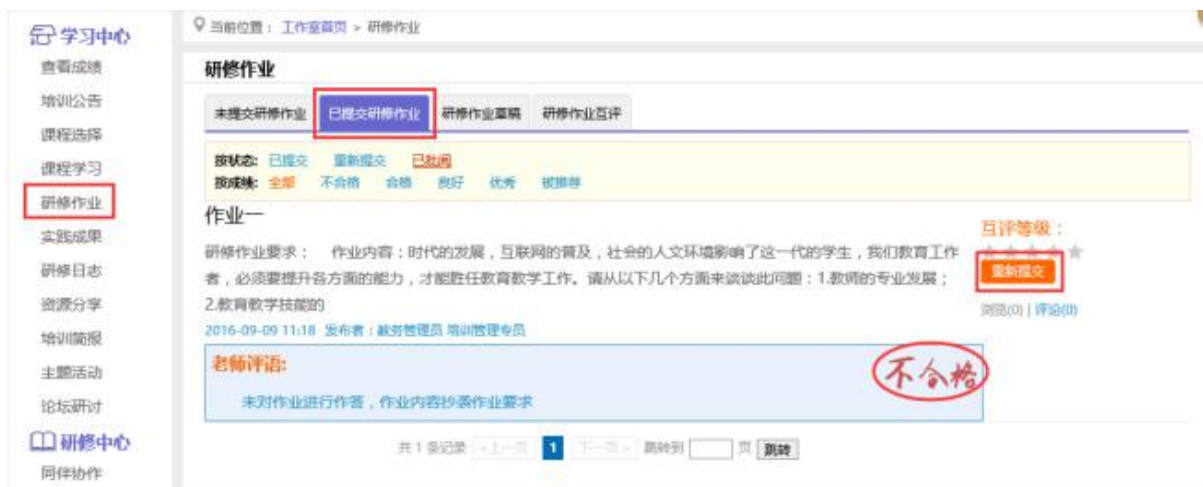 学习中心
查看成绩
培训公告
课程选择
课程学习
研修作业
实践成果
研修日志
资源分享
培训简报
主题活动
论坛研讨
研修中心
同伴协作
当前位置： 工作室首页 > 研修作业
研修作业
未提交研修作业 已提交研修作业 研修作业草稿 研修作业互评
按状态: 已提交 重新提交 已批阅
按成绩: 全部 不合格 合格 良好 优秀 被推荐
作业一
研修作业要求： 作业内容：时代的发展，互联网的普及，社会的人文环境影响了这一代的学生，我们教育工作
者，必须要提升各方面的能力，才能胜任教育教学工作。请从以下几个方面来谈谈此问题：1.教师的专业发展；
2.教育教学技能的
2016-09-09 11:18 发布者：教务管理员 培训管理专员
互评等级：
重新提交
浏览(0) | 评论(0)
老师评语:
未对作业进行作答，作业内容抄袭作业要求
不合格
共 1 条记录 «上一页 1 下一页» 跳转到 页 跳转